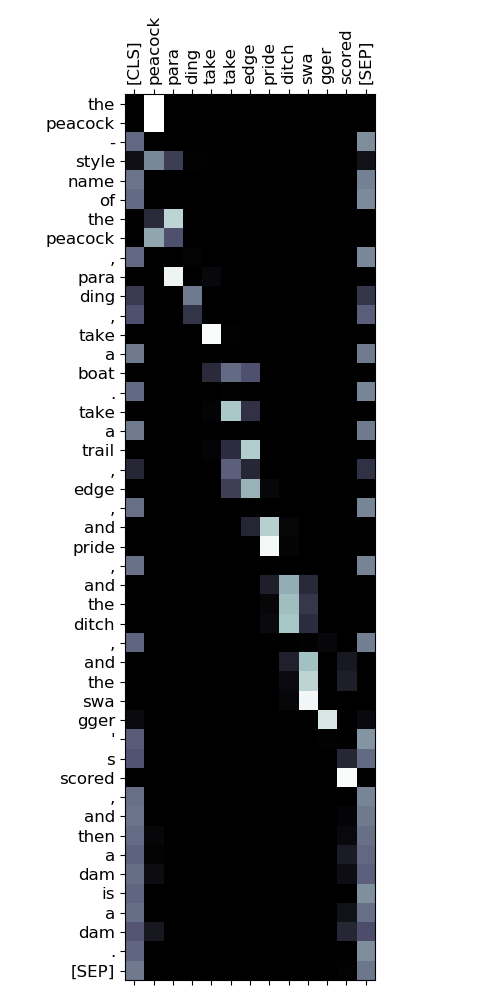 [CLS]
peacock
para
ding
take
take
edge
pride
ditch
swa
gger
scored
[SEP]
the
peacock
-
style
name
of
the
peacock
,
para
ding
,
take
a
boat
.
take
a
trail
,
edge
,
and
pride
,
and
the
ditch
,
and
the
swa
gger
'
s
scored
,
and
then
a
dam
is
a
dam
.
[SEP]